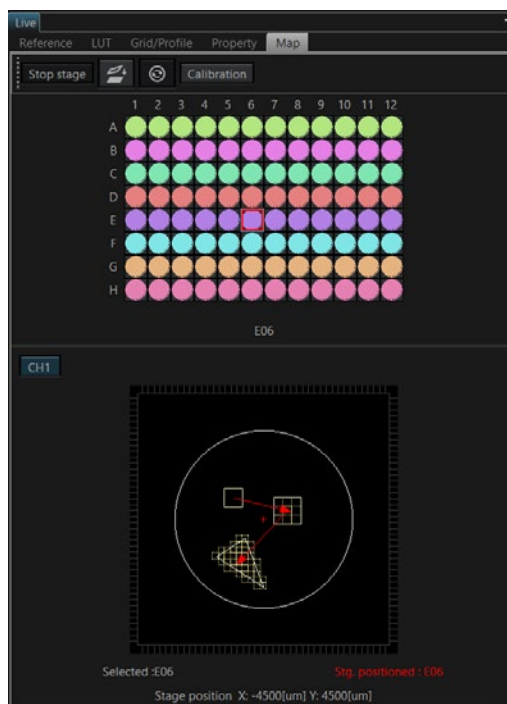 Live
Reference LUT Grid/Profile Property Map
Stop stage Calibration
1 2 3 4 5 6 7 8 9 10 11 12
A
B
C
D
E
F
G
H
E06
CH1
Selected :E06 Stg. positioned : E06
Stage position X: -4500[um] Y: 4500[um]